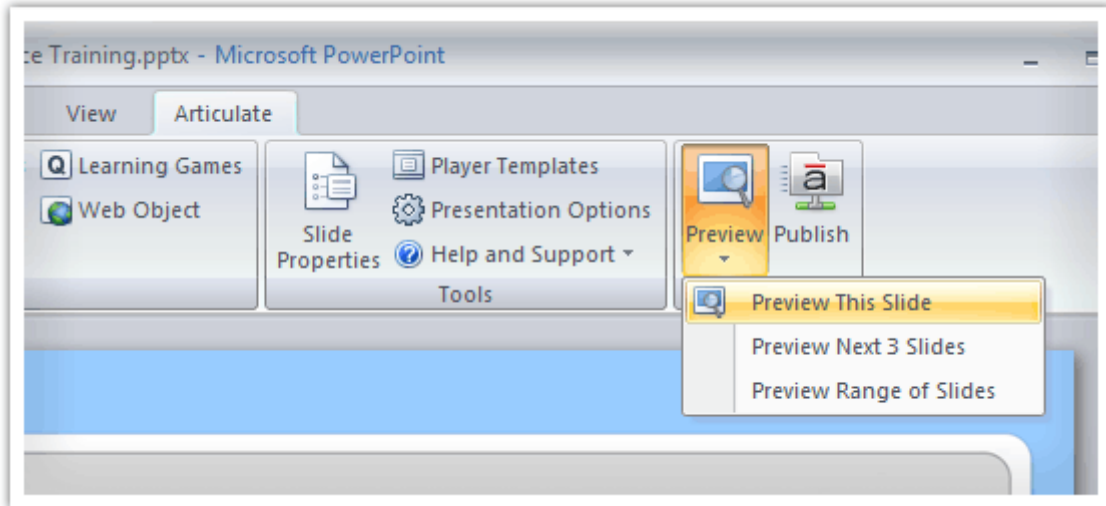 Training.pptx - Microsoft PowerPoint
View Articulate
Q Learning Games
Web Object
Slide Properties
Player Templates
Presentation Options
Help and Support
Tools
Preview
Publish
a
Preview This Slide
Preview Next 3 Slides
Preview Range of Slides